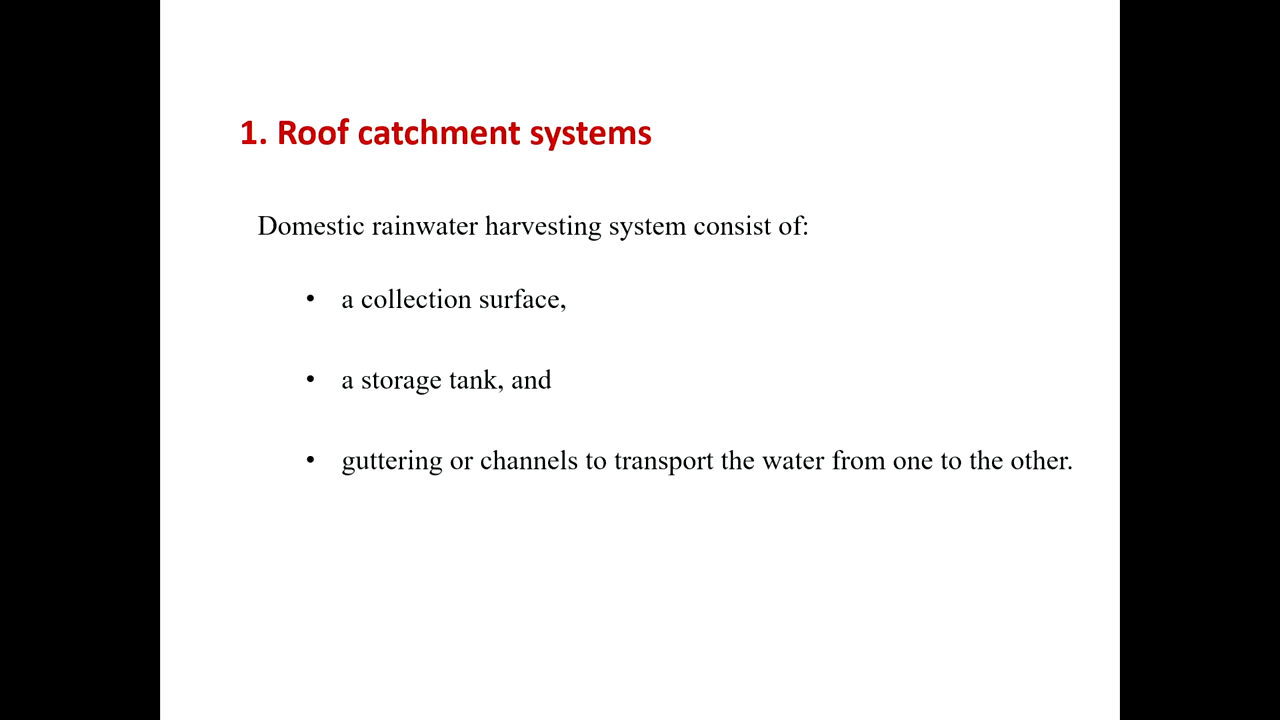 1. Roof catchment systems
Domestic rainwater harvesting system consist of:
• a collection surface,
• a storage tank, and
• guttering or channels to transport the water from one to the other.